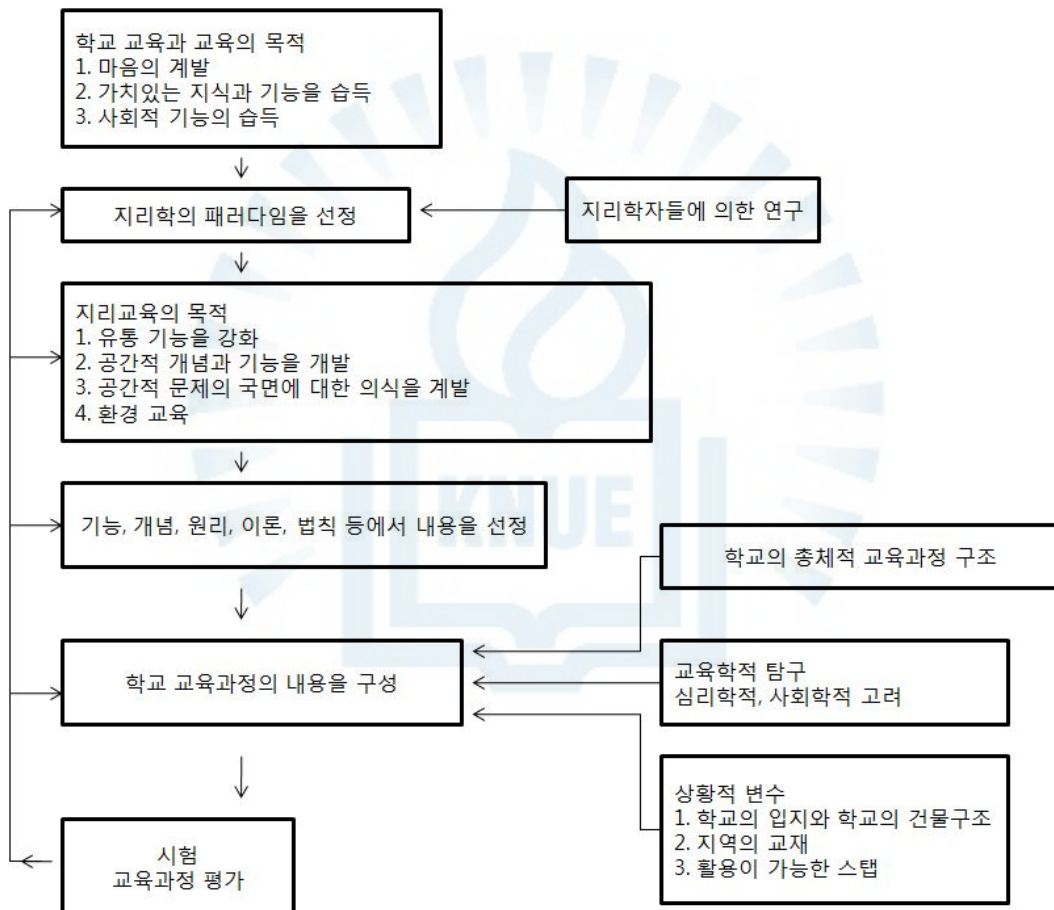 학교 교육과 교육의 목적
1. 마음의 계발
2. 가치있는 지식과 기능을 습득
3. 사회적 기능의 습득
지리학의 패러다임을 선정
지리학자들에 의한 연구
지리교육의 목적
1. 유통 기능을 강화
2. 공간적 개념과 기능을 개발
3. 공간적 문제의 국면에 대한 의식을 계발
4. 환경 교육
기능, 개념, 원리, 이론, 법칙 등에서 내용을 선정
학교의 총체적 교육과정 구조
학교 교육과정의 내용을 구성
교육학적 탐구
심리학적, 사회학적 고려
상황적 변수
1. 학교의 입지와 학교의 건물구조
2. 지역의 교재
3. 활용이 가능한 스탭
시험
교육과정 평가
KNUE